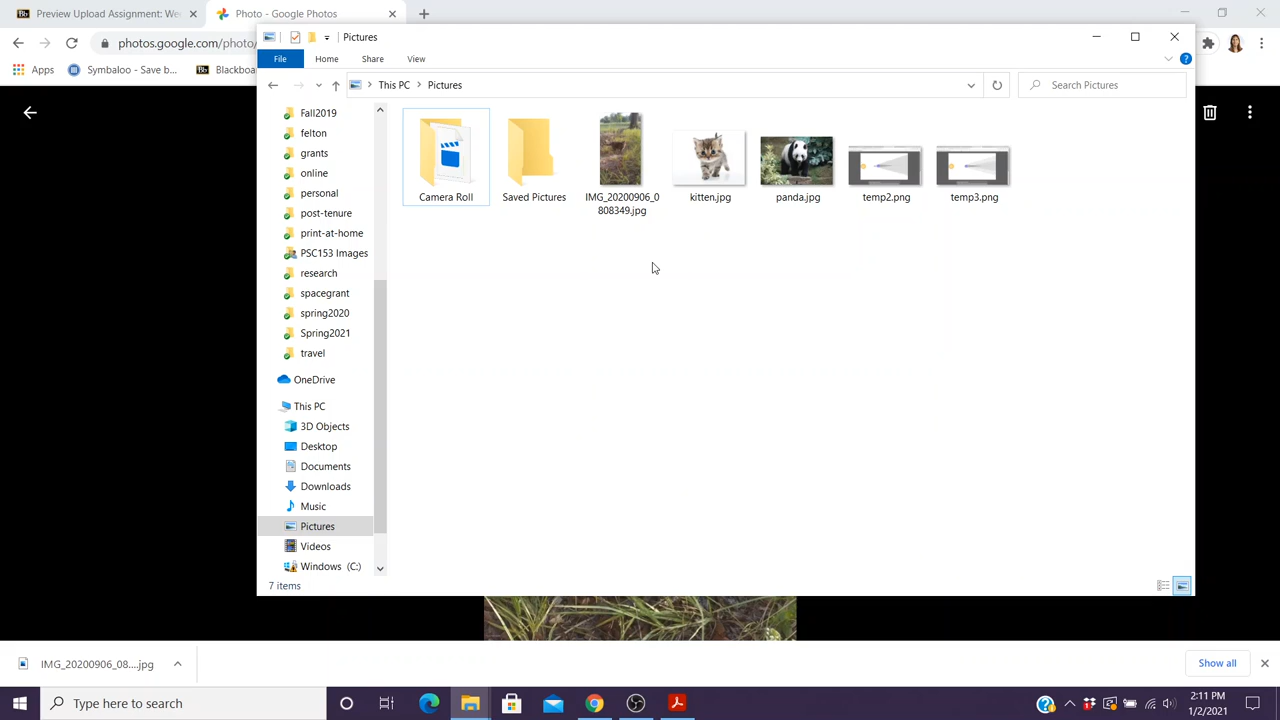 Preview Upload Assignment: We
Photo - Google Photos
photos.google.com/photo/
Apps
Symbaloo - Save b...
Blackboa
Pictures
File
Home
Share
View
This PC
Pictures
Search Pictures
Fall2019
felton
grants
online
personal
post-tenure
print-at-home
PSC153 Images
research
spacegrant
spring2020
Spring2021
travel
OneDrive
This PC
3D Objects
Desktop
Documents
Downloads
Music
Pictures
Videos
Windows (C:)
Camera Roll
Saved Pictures
IMG_20200906_0
808349.jpg
kitten.jpg
panda.jpg
temp2.png
temp3.png
7 items
IMG_20200906_08....jpg
Show all
Type here to search
2:11 PM
1/2/2021